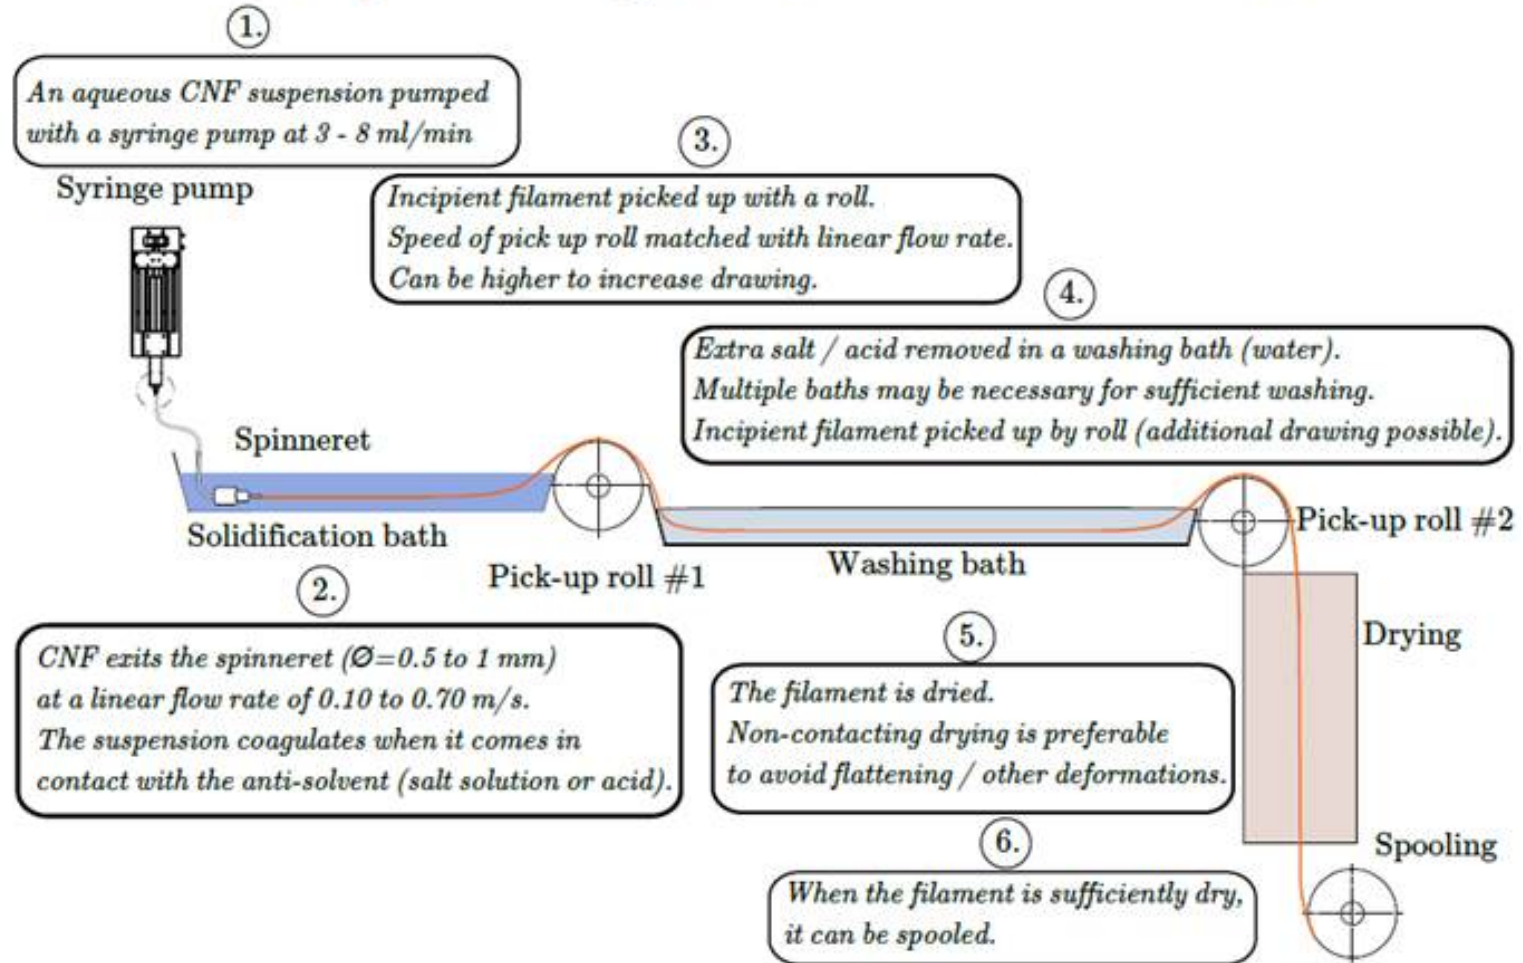 1.
An aqueous CNF suspension pumped
with a syringe pump at 3 - 8 ml/min
Syringe pump
3.
Incipient filament picked up with a roll.
Speed of pick up roll matched with linear flow rate.
Can be higher to increase drawing.
4.
Extra salt / acid removed in a washing bath (water).
Multiple baths may be necessary for sufficient washing.
Incipient filament picked up by roll (additional drawing possible).
Spinneret
Solidification bath
Pick-up roll #1
Washing bath
Pick-up roll #2
2.
CNF exits the spinneret (Ø=0.5 to 1 mm)
at a linear flow rate of 0.10 to 0.70 m/s.
The suspension coagulates when it comes in
contact with the anti-solvent (salt solution or acid).
5.
The filament is dried.
Non-contacting drying is preferable
to avoid flattening / other deformations.
Drying
6.
When the filament is sufficiently dry,
it can be spooled.
Spooling